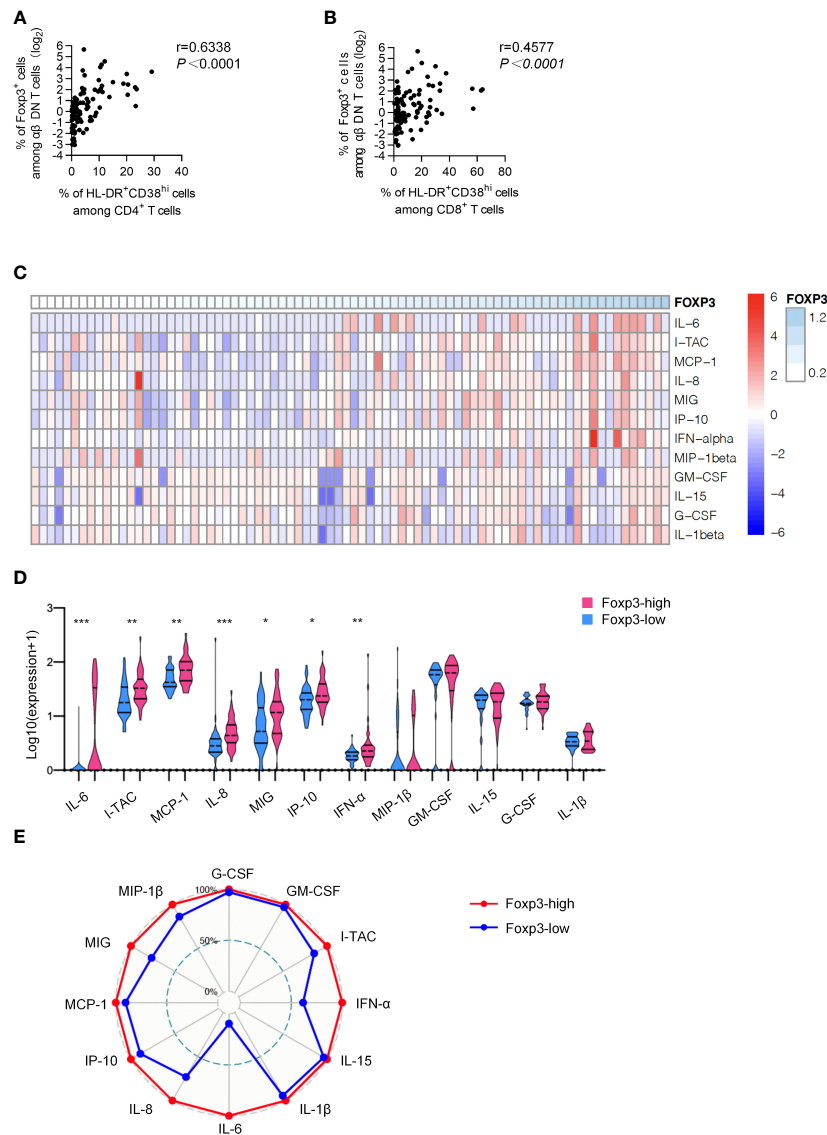 A
% of Foxp3⁺ cells
among αβ DN T cells (log₂)
6
5
4
3
2
1
0
-1
-2
-3
-4
0 10 20 30 40
r=0.6338
P<0.0001
% of HL-DR⁺CD38ʰⁱ cells
among CD4⁺ T cells
B
% of Foxp3⁺ cells
among αβ DN T cells (log₂)
6
5
4
3
2
1
0
-1
-2
-3
-4
0 20 40 60 80
r=0.4577
P<0.0001
% of HL-DR⁺CD38ʰⁱ cells
among CD8⁺ T cells
C
FOXP3
IL−6
I−TAC
MCP−1
IL−8
MIG
IP−10
IFN−alpha
MIP−1beta
GM−CSF
IL−15
G−CSF
IL−1beta
6
4
2
0
−2
−4
−6
FOXP3
1.2
0.2
D
Log10(expression+1)
3
2
1
0
*** ** ** *** * * **
Foxp3-high
Foxp3-low
IL-6 I-TAC MCP-1 IL-8 MIG IP-10 IFN-α MIP-1β GM-CSF IL-15 G-CSF IL-1β
E
G-CSF
GM-CSF
I-TAC
IFN-α
IL-15
IL-1β
IL-6
IL-8
IP-10
MCP-1
MIG
MIP-1β
100%
50%
0%
Foxp3-high
Foxp3-low